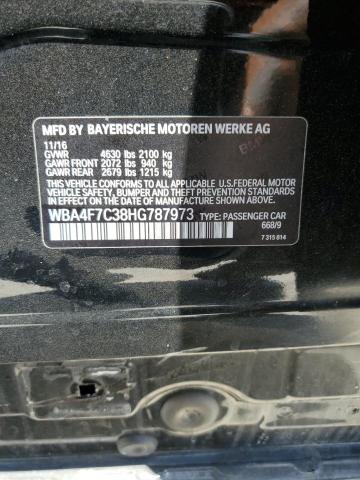 MFD BY BAYERISCHE MOTOREN WERKE AG
11/16
GVWR 4630 lbs 2100 kg
GAWR FRONT 2072 lbs 940 kg
GAWR REAR 2679 lbs 1215 kg
THIS VEHICLE CONFORMS TO ALL APPLICABLE U.S.FEDERAL MOTOR
VEHICLE SAFETY, BUMPER AND THEFT PREVENTION STANDARDS
IN EFFECT ON THE DATE OF MANUFACTURE SHOWN ABOVE.
WBA4F7C38HG787973 TYPE: PASSENGER CAR
668/9
7 315 614